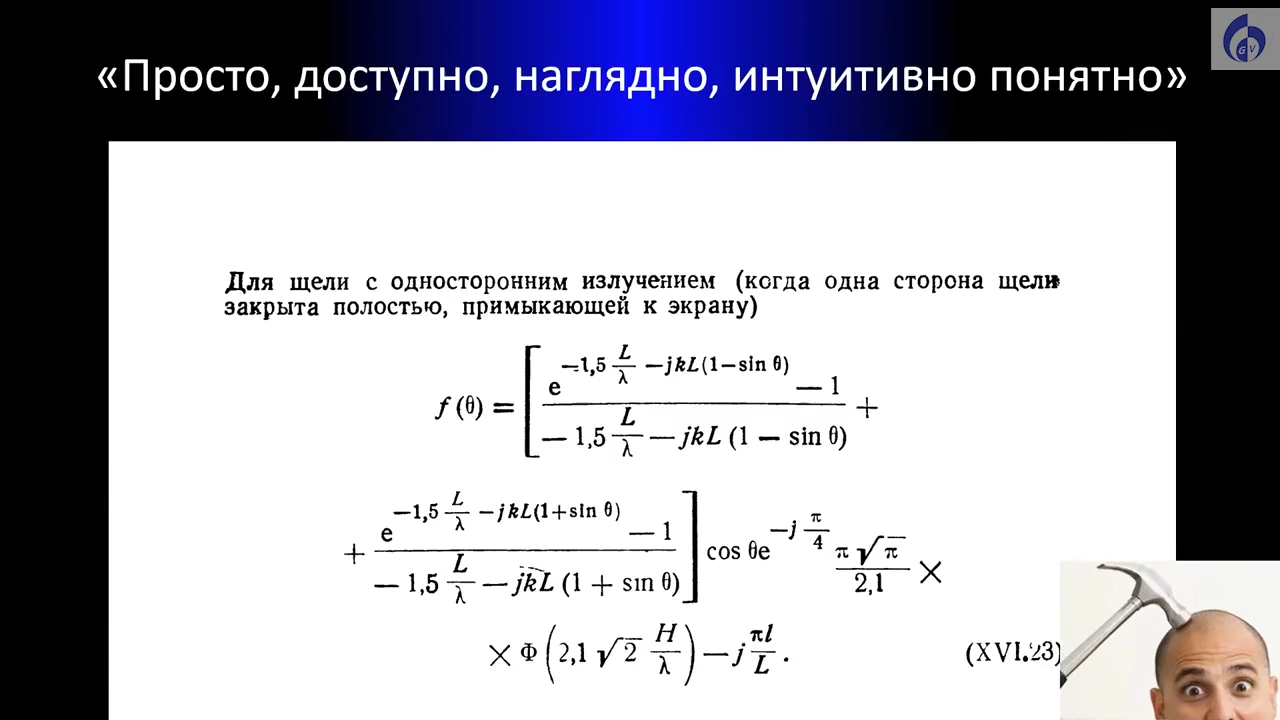 «Просто, доступно, наглядно, интуитивно понятно»
GV
Для щели с односторонним излучением (когда одна сторона щели
закрыта полостью, примыкающей к экрану)
f (θ) = [ (e^{−1,5 L/λ −jkL(1−sin θ)} − 1) / (− 1,5 L/λ − jkL (1 − sin θ)) +
+ (e^{−1,5 L/λ −jkL(1+sin θ)} − 1) / (− 1,5 L/λ − jkL (1 + sin θ)) ] cos θe^{−j π/4} π√π / 2,1 ×
× Φ (2,1 √2 H/λ) − j πl/L . (XVI.23)